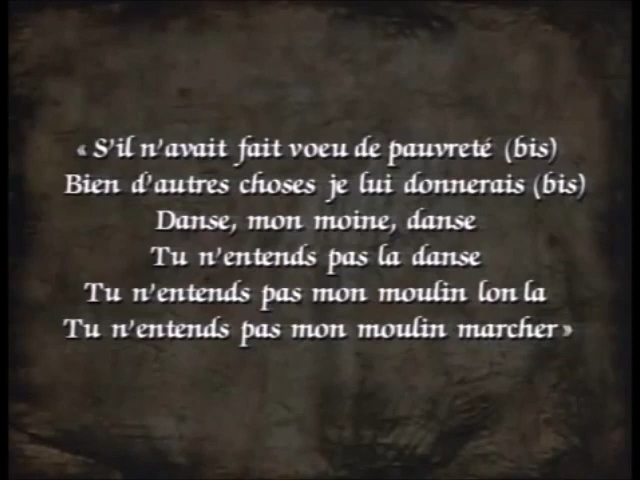 « S'il n'avait fait voeu de pauvreté (bis)
Bien d'autres choses je lui donnerais (bis)
Danse, mon moine, danse
Tu n'entends pas la danse
Tu n'entends pas mon moulin lon la
Tu n'entends pas mon moulin marcher »